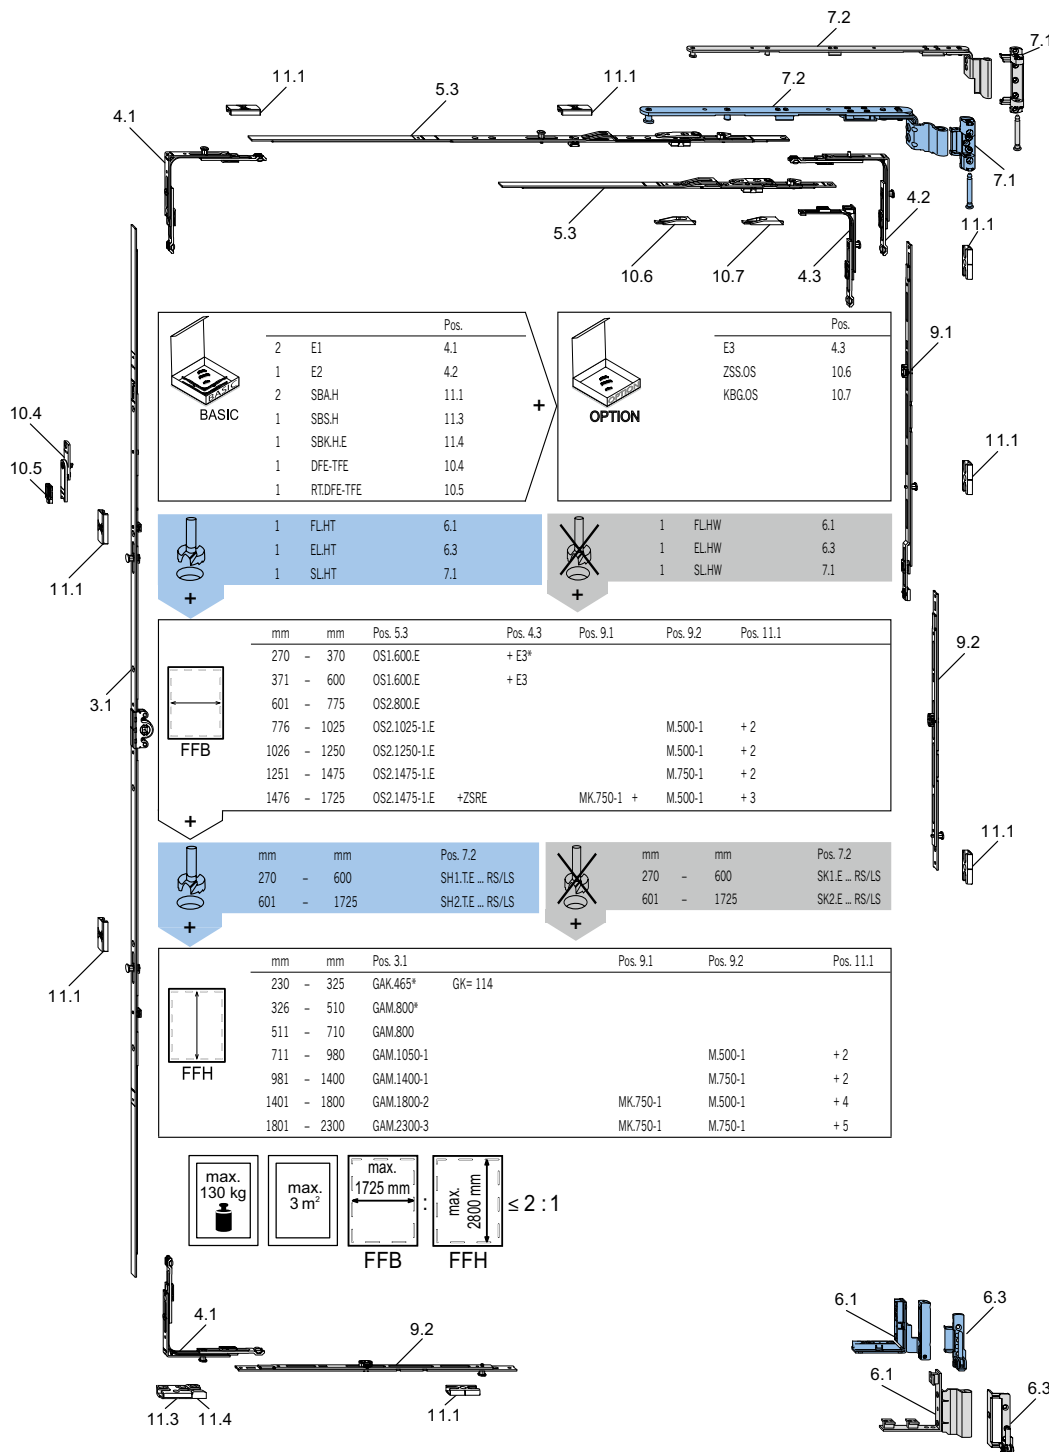 7.2
7.1
11.1
5.3
11.1
7.2
4.1
7.1
5.3
4.2
11.1
10.6
10.7
4.3
9.1
Pos.
2 E1 4.1
1 E2 4.2
2 SBA.H 11.1
1 SBS.H 11.3
1 SBK.H.E 11.4
1 DFE-TFE 10.4
1 RT.DFE-TFE 10.5
BASIC
BASIC
+
Pos.
E3 4.3
ZSS.OS 10.6
KBG.OS 10.7
OPTION
OPTION
10.4
10.5
11.1
11.1
1 FL.HT 6.1
1 EL.HT 6.3
1 SL.HT 7.1
+
1 FL.HW 6.1
1 EL.HW 6.3
1 SL.HW 7.1
+
9.2
3.1
mm mm Pos. 5.3 Pos. 4.3 Pos. 9.1 Pos. 9.2 Pos. 11.1
270 – 370 OS1.600.E + E3*
371 – 600 OS1.600.E + E3
601 – 775 OS2.800.E
776 – 1025 OS2.1025-1.E M.500-1 + 2
1026 – 1250 OS2.1250-1.E M.500-1 + 2
1251 – 1475 OS2.1475-1.E M.750-1 + 2
1476 – 1725 OS2.1475-1.E +ZSRE MK.750-1 + M.500-1 + 3
FFB
+
11.1
mm mm Pos. 7.2
270 – 600 SH1.T.E ... RS/LS
601 – 1725 SH2.T.E ... RS/LS
+
mm mm Pos. 7.2
270 – 600 SK1.E ... RS/LS
601 – 1725 SK2.E ... RS/LS
+
11.1
mm mm Pos. 3.1 Pos. 9.1 Pos. 9.2 Pos. 11.1
230 – 325 GAK.465* GK= 114
326 – 510 GAM.800*
511 – 710 GAM.800
711 – 980 GAM.1050-1 M.500-1 + 2
981 – 1400 GAM.1400-1 M.750-1 + 2
1401 – 1800 GAM.1800-2 MK.750-1 M.500-1 + 4
1801 – 2300 GAM.2300-3 MK.750-1 M.750-1 + 5
FFH
max.
130 kg
max.
3 m²
max.
1725 mm
FFB
:
max.
2800 mm
FFH
≤ 2 : 1
4.1
9.2
11.3
11.4
11.1
6.1
6.3
6.1
6.3